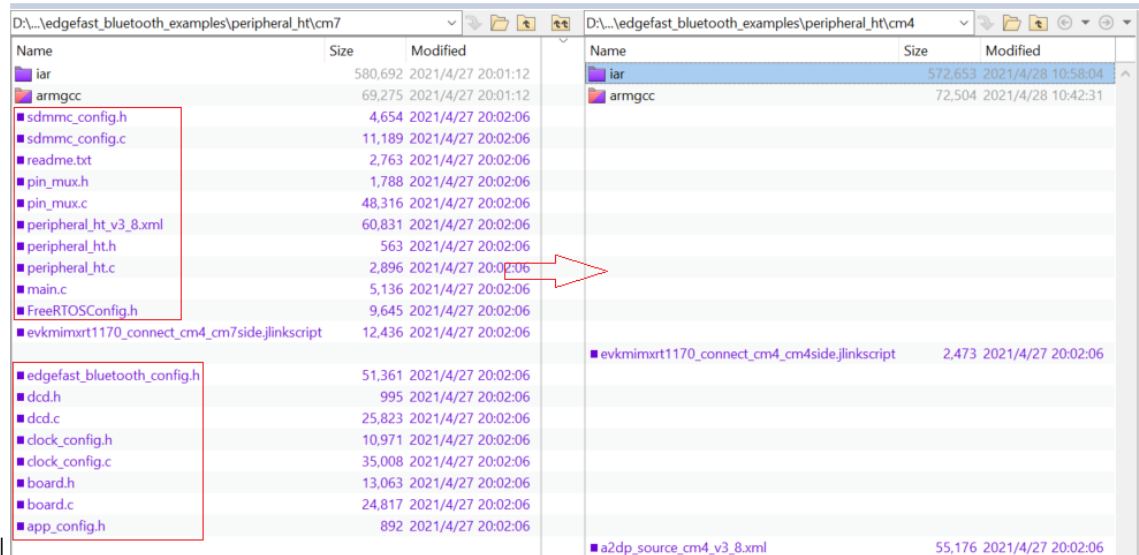 D:\...\edgefast_bluetooth_examples\peripheral_ht\cm7 D:\...\edgefast_bluetooth_examples\peripheral_ht\cm4
Name Size Modified Name Size Modified
iar 580,692 2021/4/27 20:01:12 iar 572,653 2021/4/28 10:58:04
armgcc 69,275 2021/4/27 20:01:12 armgcc 72,504 2021/4/28 10:42:31
sdmmc_config.h 4,654 2021/4/27 20:02:06
sdmmc_config.c 11,189 2021/4/27 20:02:06
readme.txt 2,763 2021/4/27 20:02:06
pin_mux.h 1,788 2021/4/27 20:02:06
pin_mux.c 48,316 2021/4/27 20:02:06
peripheral_ht_v3_8.xml 60,831 2021/4/27 20:02:06
peripheral_ht.h 563 2021/4/27 20:02:06
peripheral_ht.c 2,896 2021/4/27 20:02:06
main.c 5,136 2021/4/27 20:02:06
FreeRTOSConfig.h 9,645 2021/4/27 20:02:06
evkmimxrt1170_connect_cm4_cm7side.jlinkscript 12,436 2021/4/27 20:02:06
evkmimxrt1170_connect_cm4_cm4side.jlinkscript 2,473 2021/4/27 20:02:06
edgefast_bluetooth_config.h 51,361 2021/4/27 20:02:06
dcd.h 995 2021/4/27 20:02:06
dcd.c 25,823 2021/4/27 20:02:06
clock_config.h 10,971 2021/4/27 20:02:06
clock_config.c 35,008 2021/4/27 20:02:06
board.h 13,063 2021/4/27 20:02:06
board.c 24,817 2021/4/27 20:02:06
app_config.h 892 2021/4/27 20:02:06
a2dp_source_cm4_v3_8.xml 55,176 2021/4/27 20:02:06